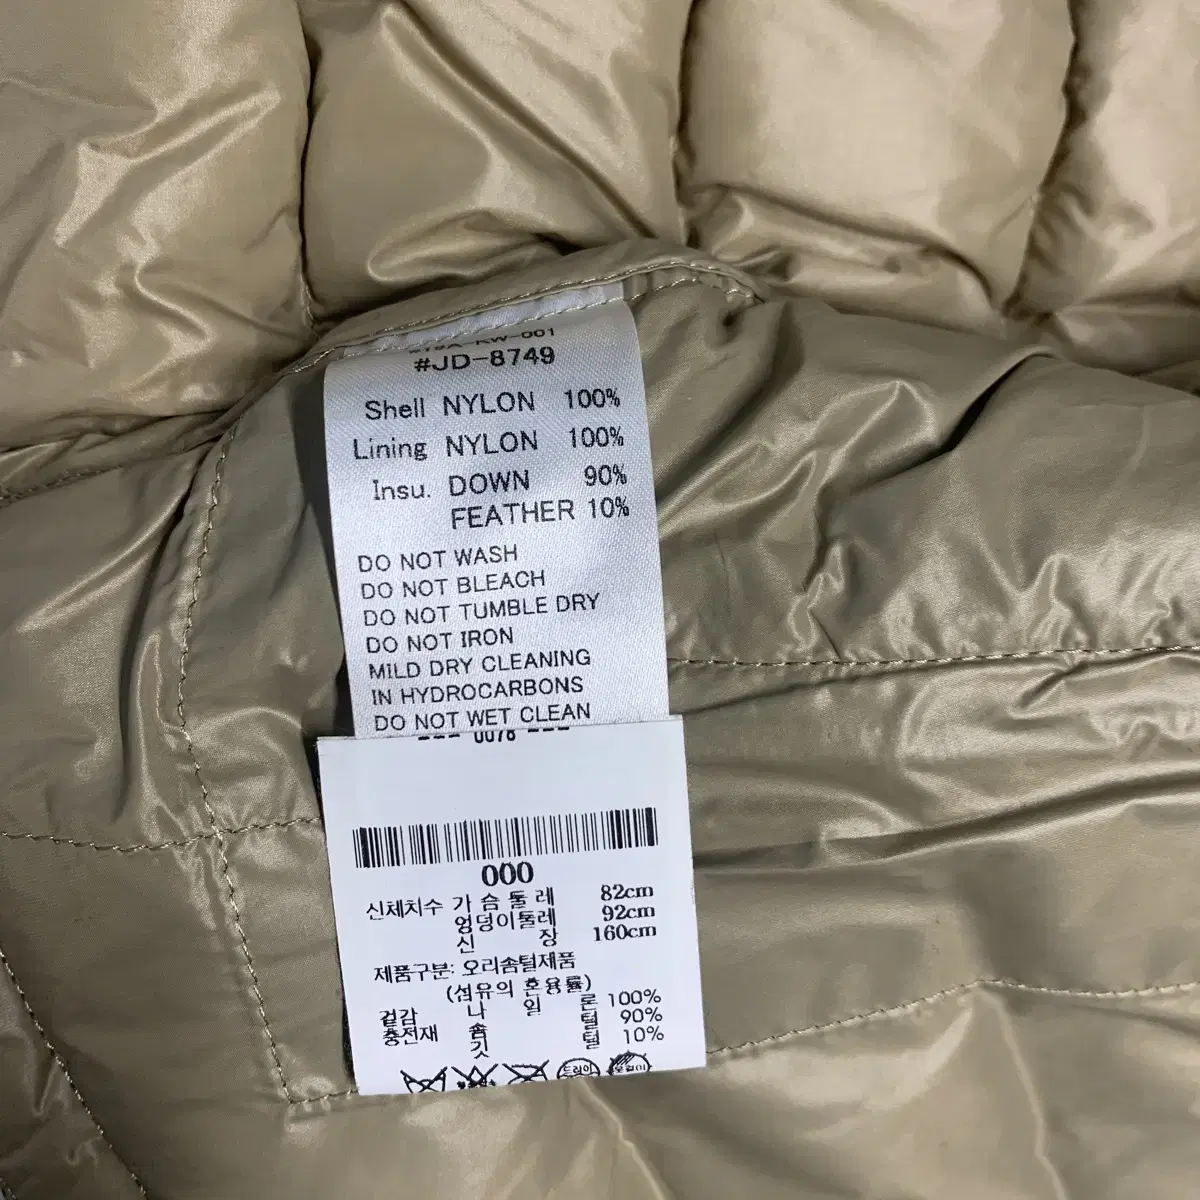 #JD-8749
Shell NYLON 100%
Lining NYLON 100%
Insu. DOWN 90%
FEATHER 10%
DO NOT WASH
DO NOT BLEACH
DO NOT TUMBLE DRY
DO NOT IRON
MILD DRY CLEANING
IN HYDROCARBONS
DO NOT WET CLEAN
000
신체치수 가 슴 둘 레 82cm
엉덩이둘레 92cm
신 장 160cm
제품구분: 오리솜털제품
(섬유의 혼용률)
겉감 나 일 론 100%
충전재 솜 털 90%
깃 털 10%
드라이